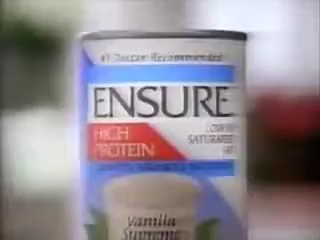 #1 Doctor Recommended
ENSURE
HIGH
PROTEIN
LOW IN
SATURATED
FAT
Vanilla
Supreme